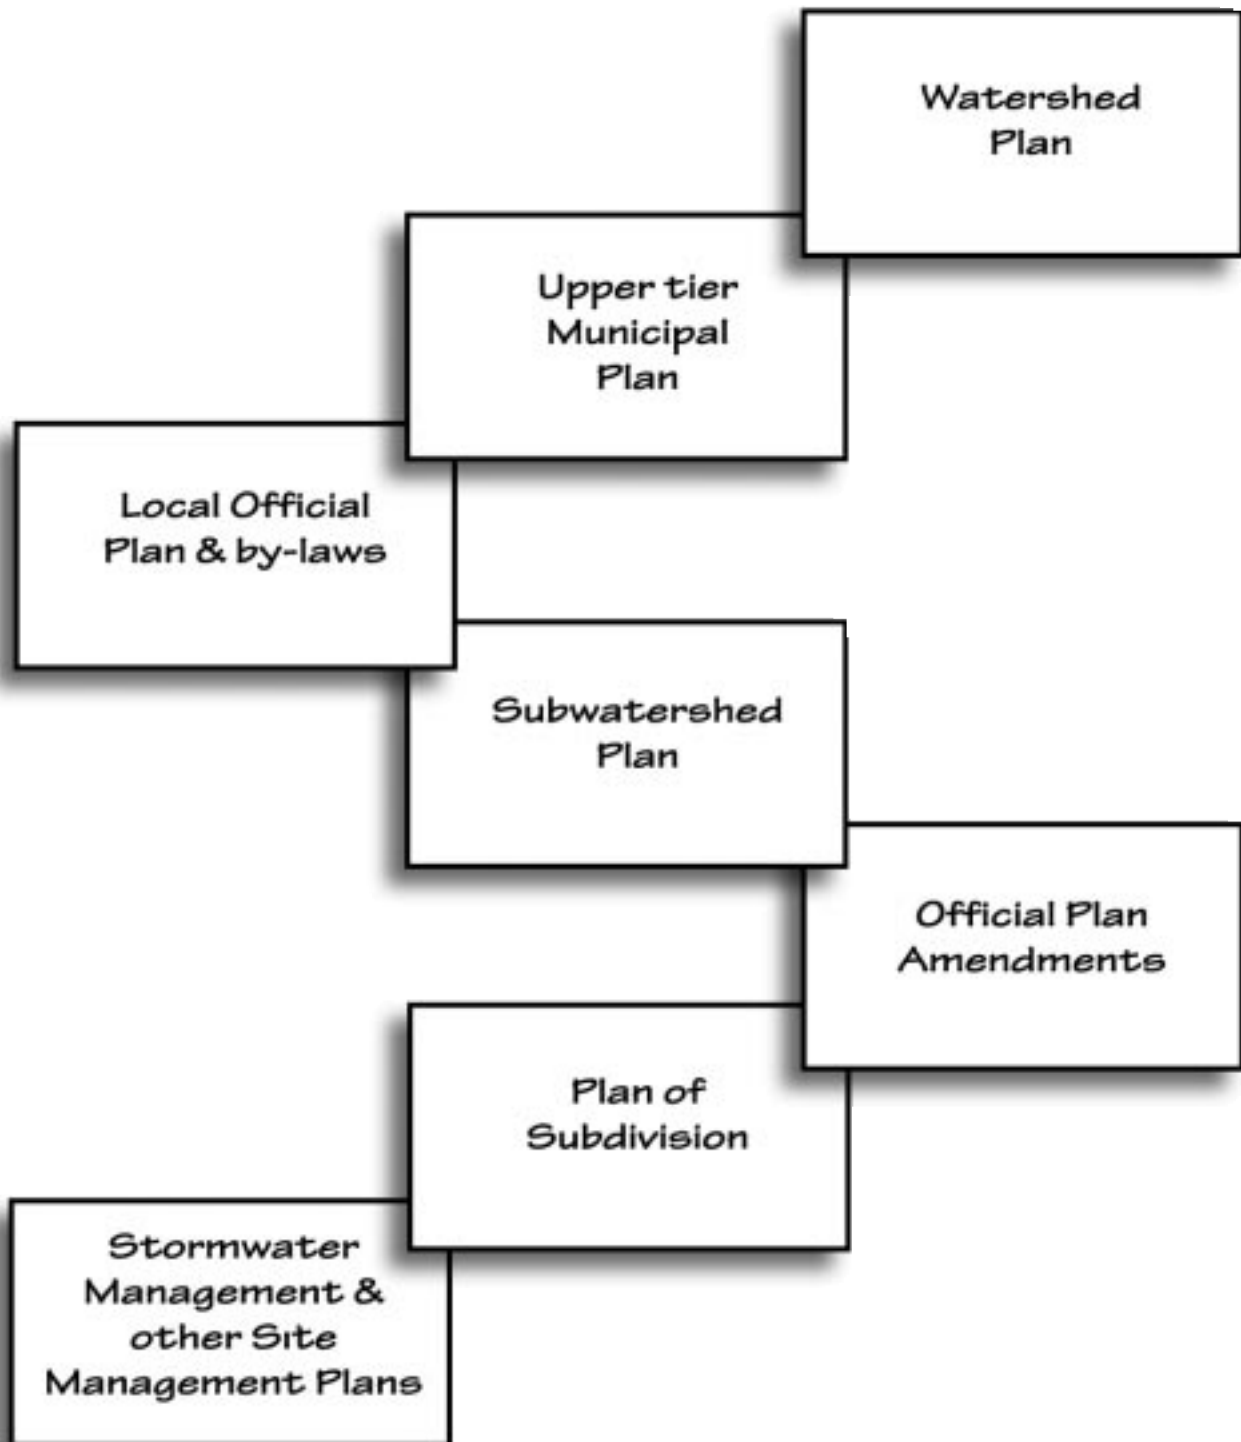 Watershed
Plan
Upper tier
Municipal
Plan
Local Official
Plan & by-laws
Subwatershed
Plan
Official Plan
Amendments
Plan of
Subdivision
Stormwater
Management &
other Site
Management Plans